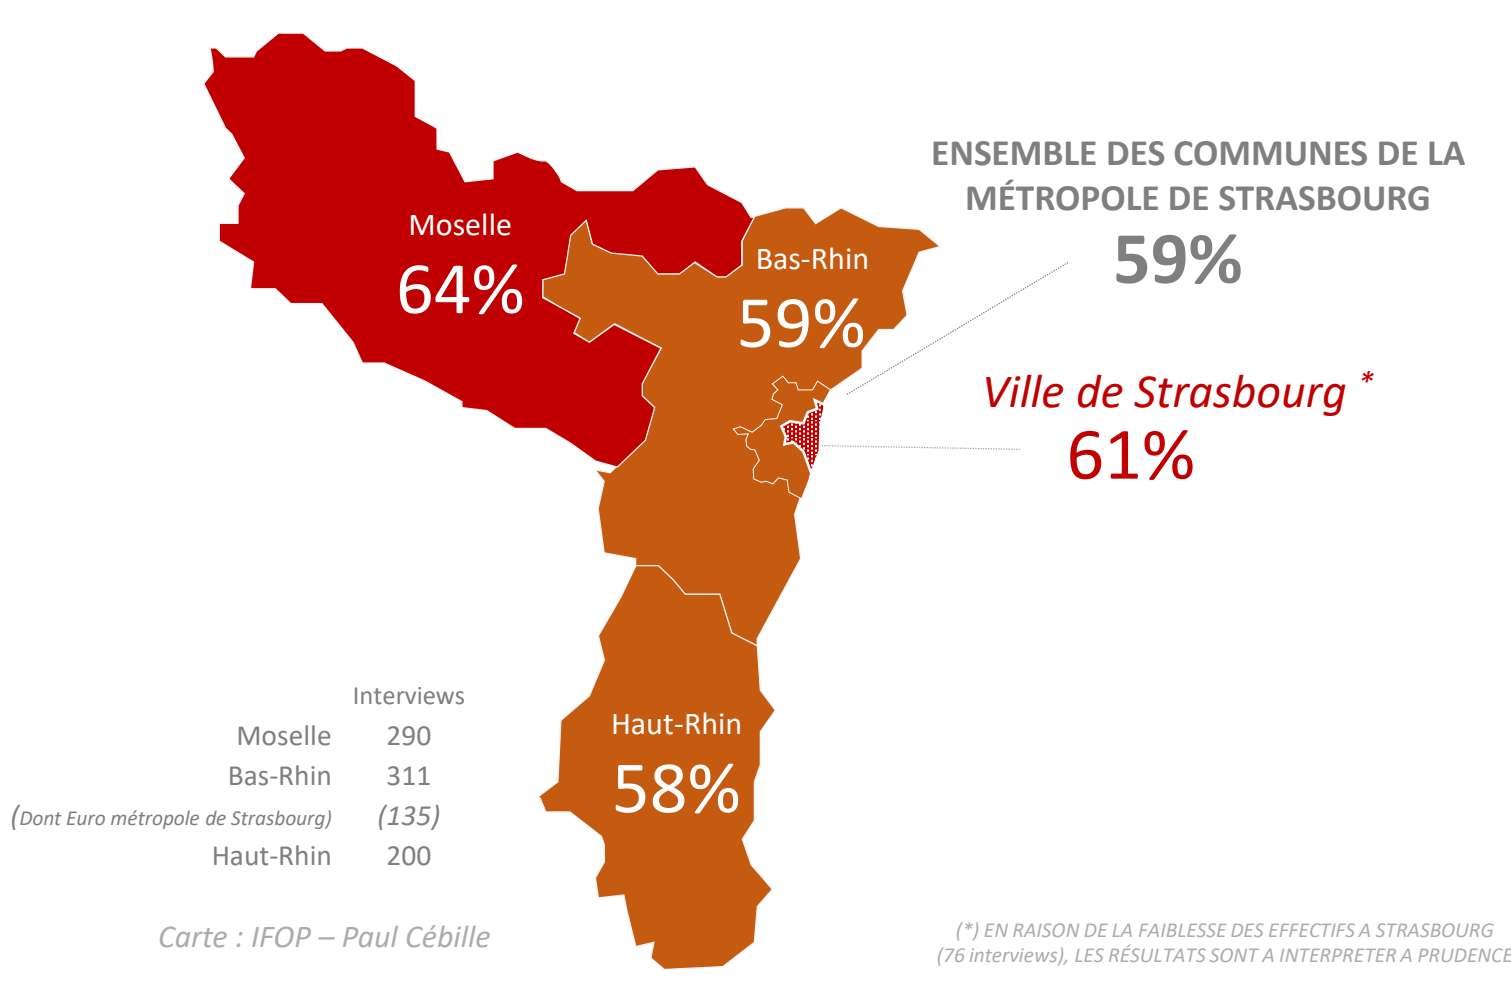 ENSEMBLE DES COMMUNES DE LA
MÉTROPOLE DE STRASBOURG
59%
Moselle
64%
Bas-Rhin
59%
Ville de Strasbourg *
61%
Haut-Rhin
58%
Interviews
Moselle 290
Bas-Rhin 311
(Dont Euro métropole de Strasbourg) (135)
Haut-Rhin 200
Carte : IFOP – Paul Cébille
(*) EN RAISON DE LA FAIBLESSE DES EFFECTIFS A STRASBOURG
(76 interviews), LES RÉSULTATS SONT A INTERPRETER A PRUDENCE